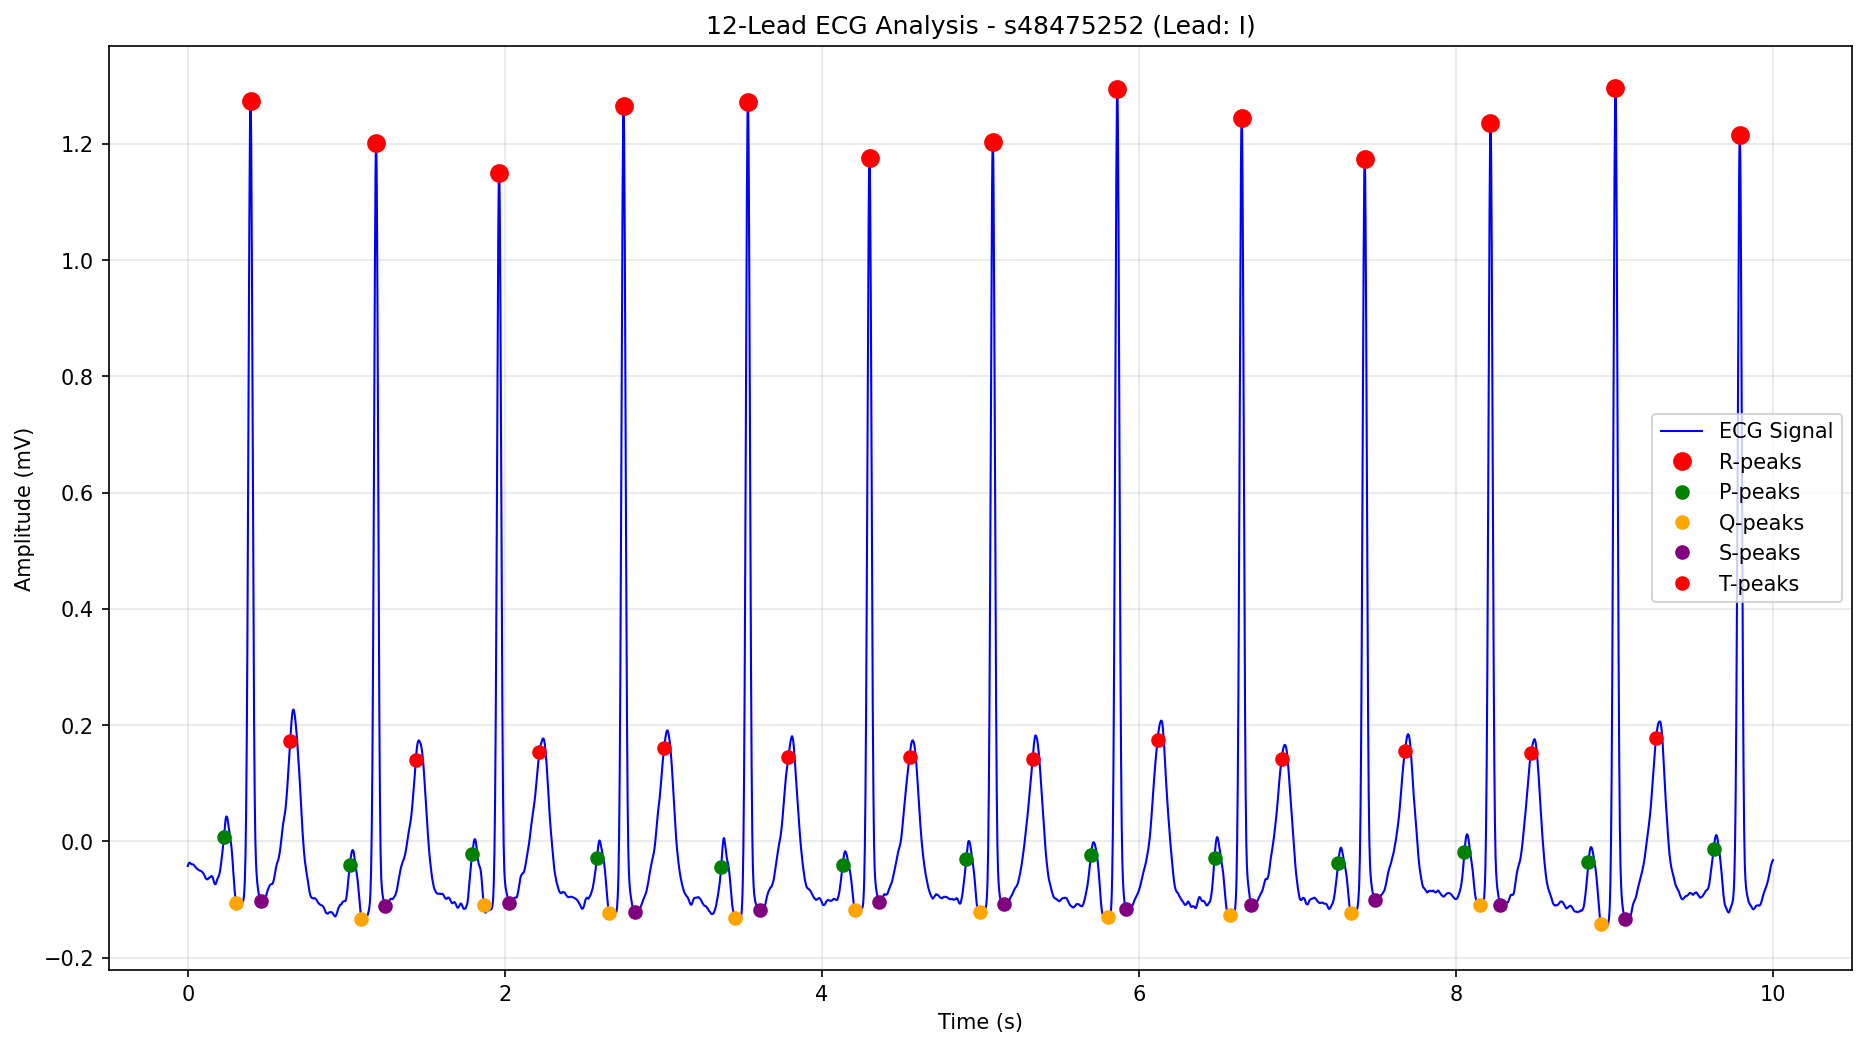 12-Lead ECG Analysis - s48475252 (Lead: I)
Amplitude (mV)
1.2
1.0
0.8
0.6
0.4
0.2
0.0
−0.2
ECG Signal
R-peaks
P-peaks
Q-peaks
S-peaks
T-peaks
0 2 4 6 8 10
Time (s)